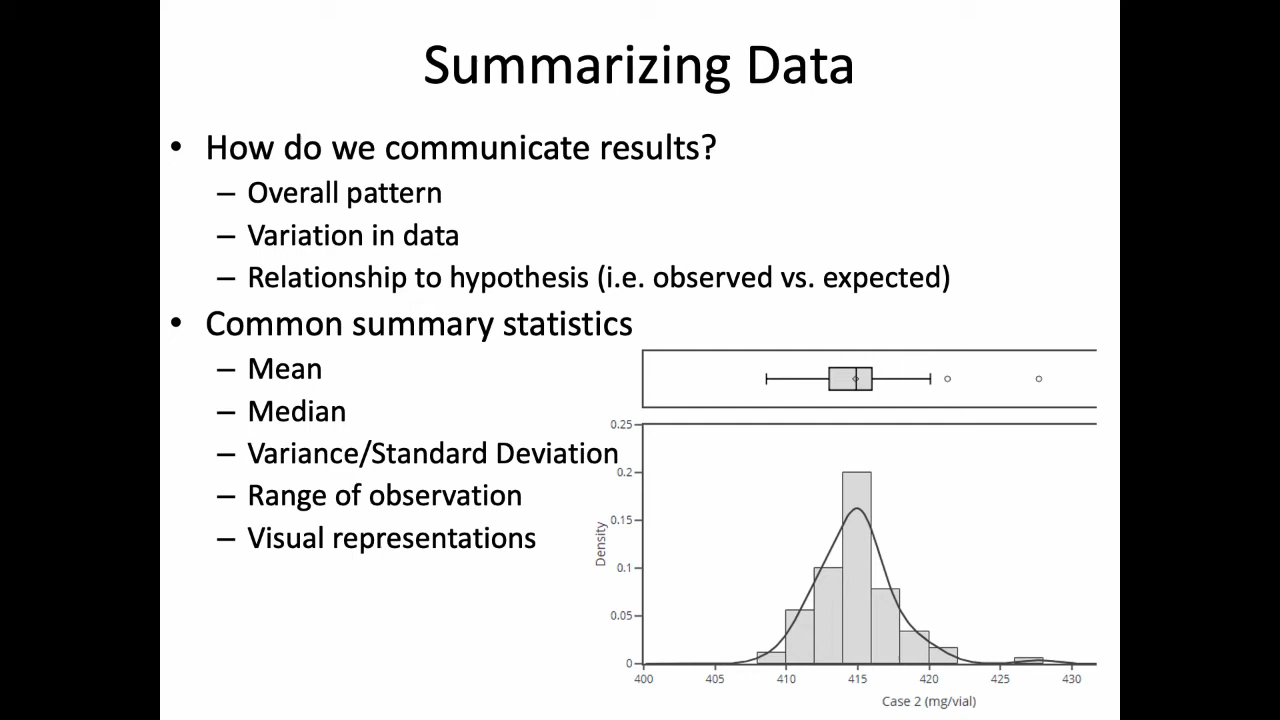 Summarizing Data
• How do we communicate results?
– Overall pattern
– Variation in data
– Relationship to hypothesis (i.e. observed vs. expected)
• Common summary statistics
– Mean
– Median
– Variance/Standard Deviation
– Range of observation
– Visual representations
0.25
0.2
0.15
0.1
0.05
0
Density
400 405 410 415 420 425 430
Case 2 (mg/vial)